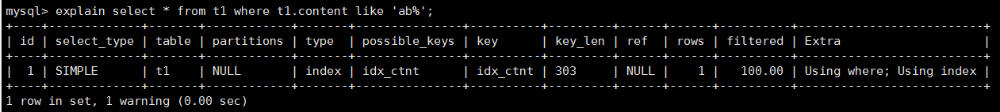 mysql> explain select * from t1 where t1.content like 'ab%';
+----+-------------+-------+------------+-------+---------------+----------+---------+------+------+----------+--------------------------+
| id | select_type | table | partitions | type  | possible_keys | key      | key_len | ref  | rows | filtered | Extra                    |
+----+-------------+-------+------------+-------+---------------+----------+---------+------+------+----------+--------------------------+
|  1 | SIMPLE      | t1    | NULL       | index | idx_ctnt      | idx_ctnt | 303     | NULL |    1 |   100.00 | Using where; Using index |
+----+-------------+-------+------------+-------+---------------+----------+---------+------+------+----------+--------------------------+
1 row in set, 1 warning (0.00 sec)